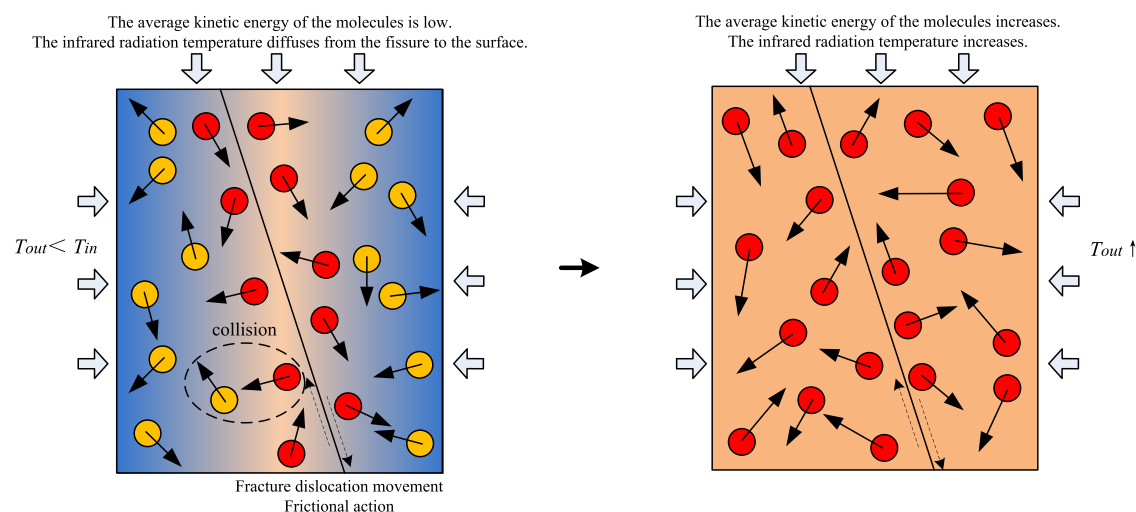 The average kinetic energy of the molecules is low.
The infrared radiation temperature diffuses from the fissure to the surface.
Tout< Tin
collision
Fracture dislocation movement
Frictional action
The average kinetic energy of the molecules increases.
The infrared radiation temperature increases.
Tout ↑